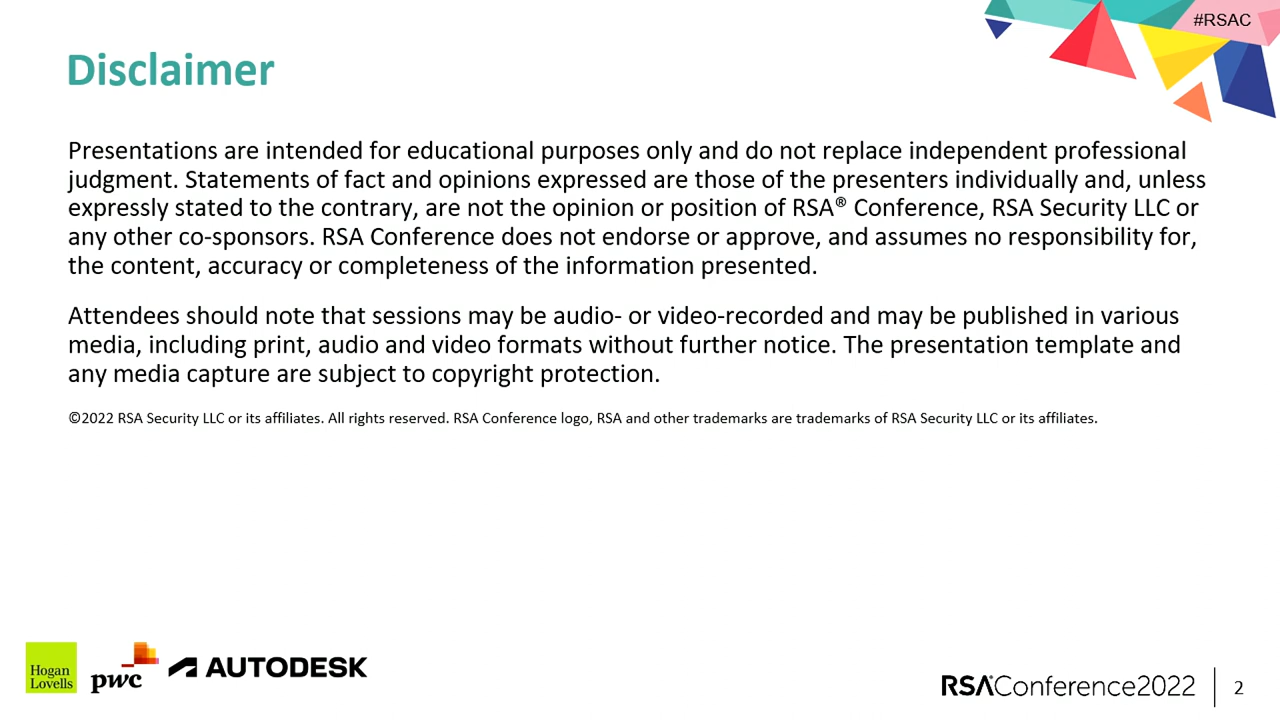 #RSAC
Disclaimer
Presentations are intended for educational purposes only and do not replace independent professional
judgment. Statements of fact and opinions expressed are those of the presenters individually and, unless
expressly stated to the contrary, are not the opinion or position of RSA® Conference, RSA Security LLC or
any other co-sponsors. RSA Conference does not endorse or approve, and assumes no responsibility for,
the content, accuracy or completeness of the information presented.
Attendees should note that sessions may be audio- or video-recorded and may be published in various
media, including print, audio and video formats without further notice. The presentation template and
any media capture are subject to copyright protection.
©2022 RSA Security LLC or its affiliates. All rights reserved. RSA Conference logo, RSA and other trademarks are trademarks of RSA Security LLC or its affiliates.
Hogan
Lovells
pwc
AUTODESK
RSAConference2022
2